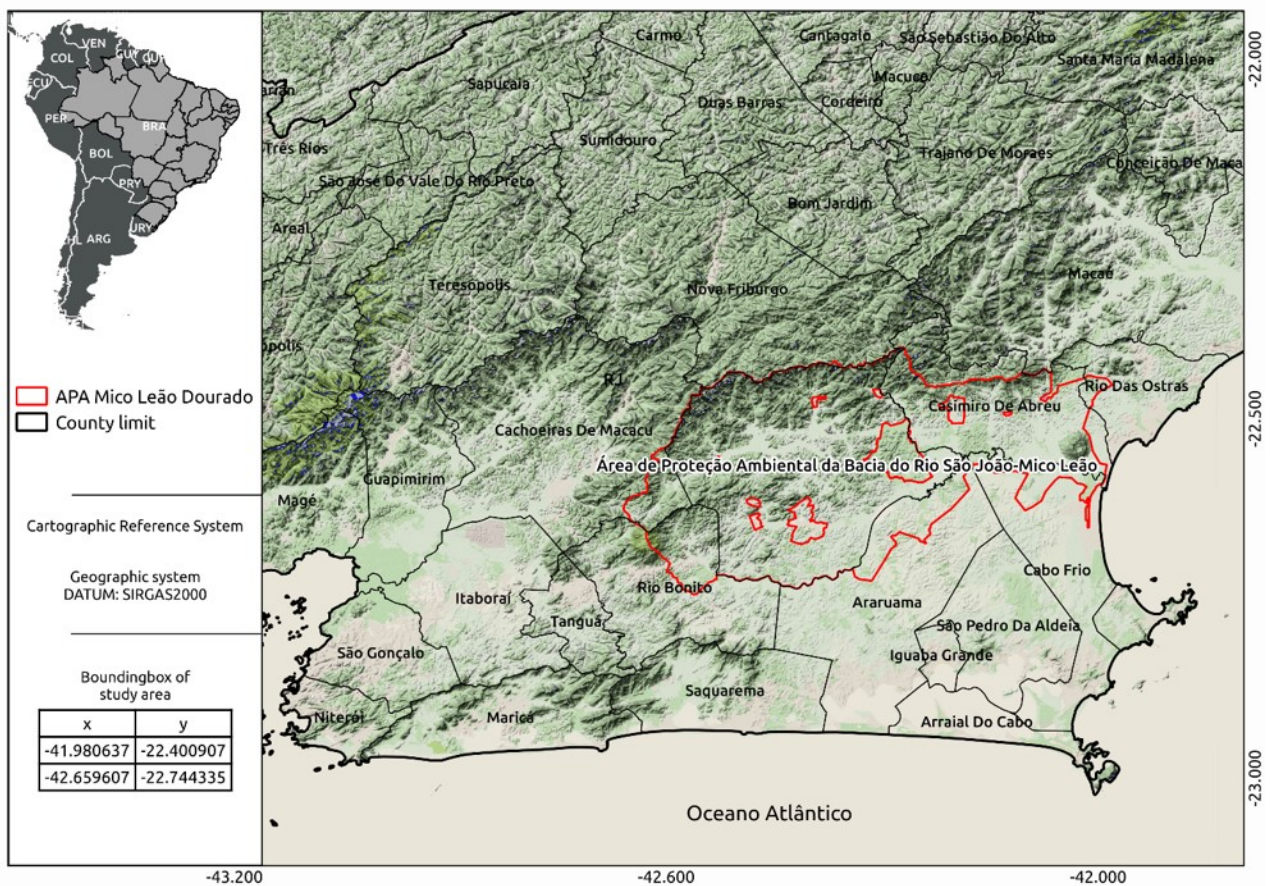 VEN
COL
GUY
ECU
PER
BRA
BOL
PRY
CHL
ARG
URY
APA Mico Leão Dourado
County limit
Cartographic Reference System
Geographic system
DATUM: SIRGAS2000
Boundingbox of
study area
x y
-41.980637 -22.400907
-42.659607 -22.744335
Carmo
Cantagalo
São Sebastião Do Alto
Santa Maria Madalena
Sapucaia
Macuco
Duas Barras
Cordeiro
Sumidouro
Três Rios
Trajano De Moraes
Conceição De Maca
São José Do Vale Do Rio Preto
Bom Jardim
Areal
Macaé
Teresópolis
Nova Friburgo
opolis
RJ
Rio Das Ostras
Casimiro De Abreu
Cachoeiras De Macacu
Área de Proteção Ambiental da Bacia do Rio São João-Mico Leão
Guapimirim
Magé
Cabo Frio
Rio Bonito
Itaboraí
Araruama
Tanguá
São Pedro Da Aldeia
São Gonçalo
Iguaba Grande
Saquarema
Niterói
Maricá
Arraial Do Cabo
Oceano Atlântico
-22.000
-22.500
-23.000
-43.200
-42.600
-42.000